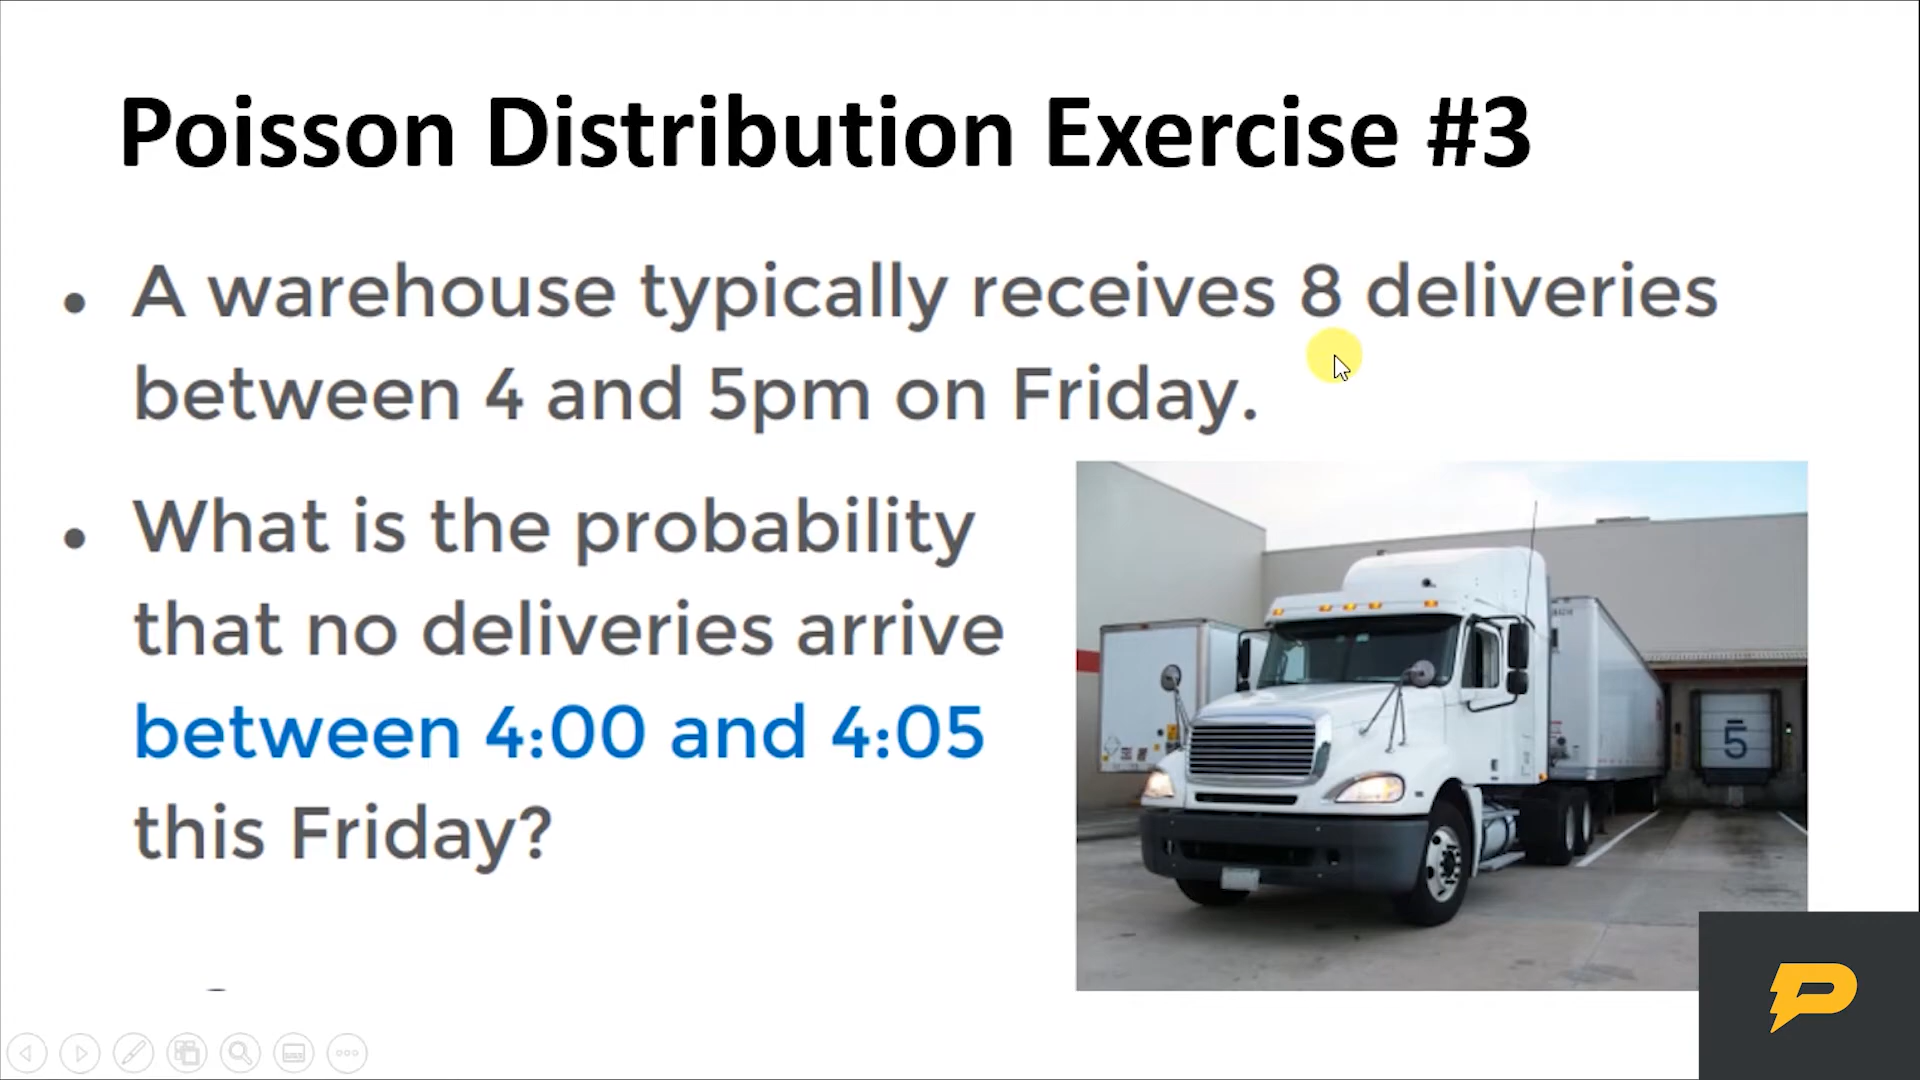 Poisson Distribution Exercise #3
• A warehouse typically receives 8 deliveries
between 4 and 5pm on Friday.
• What is the probability
that no deliveries arrive
between 4:00 and 4:05
this Friday?
5